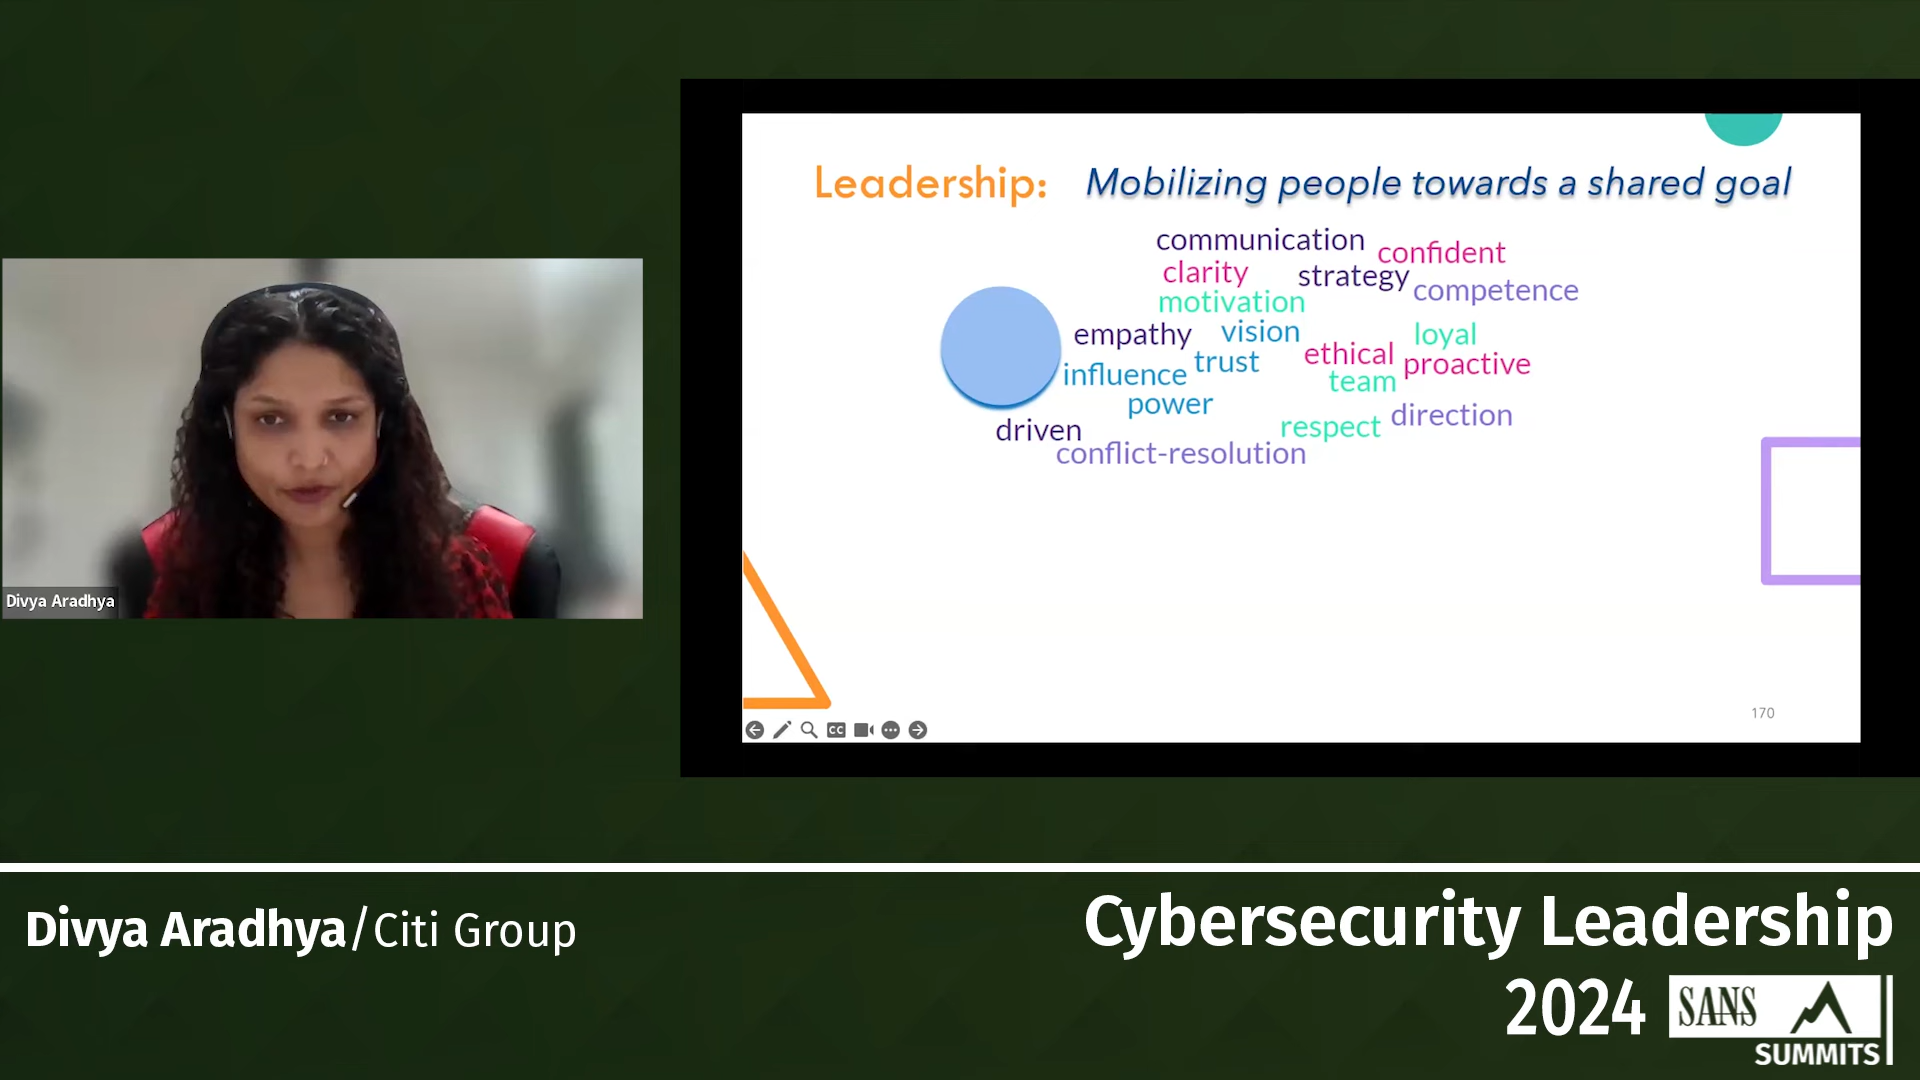 Leadership: Mobilizing people towards a shared goal
communication
confident
clarity
strategy
competence
motivation
empathy
vision
loyal
ethical
trust
proactive
influence
team
power
direction
driven
respect
conflict-resolution
170
CC
Divya Aradhya
Divya Aradhya/Citi Group
Cybersecurity Leadership
2024
SANS
SUMMITS